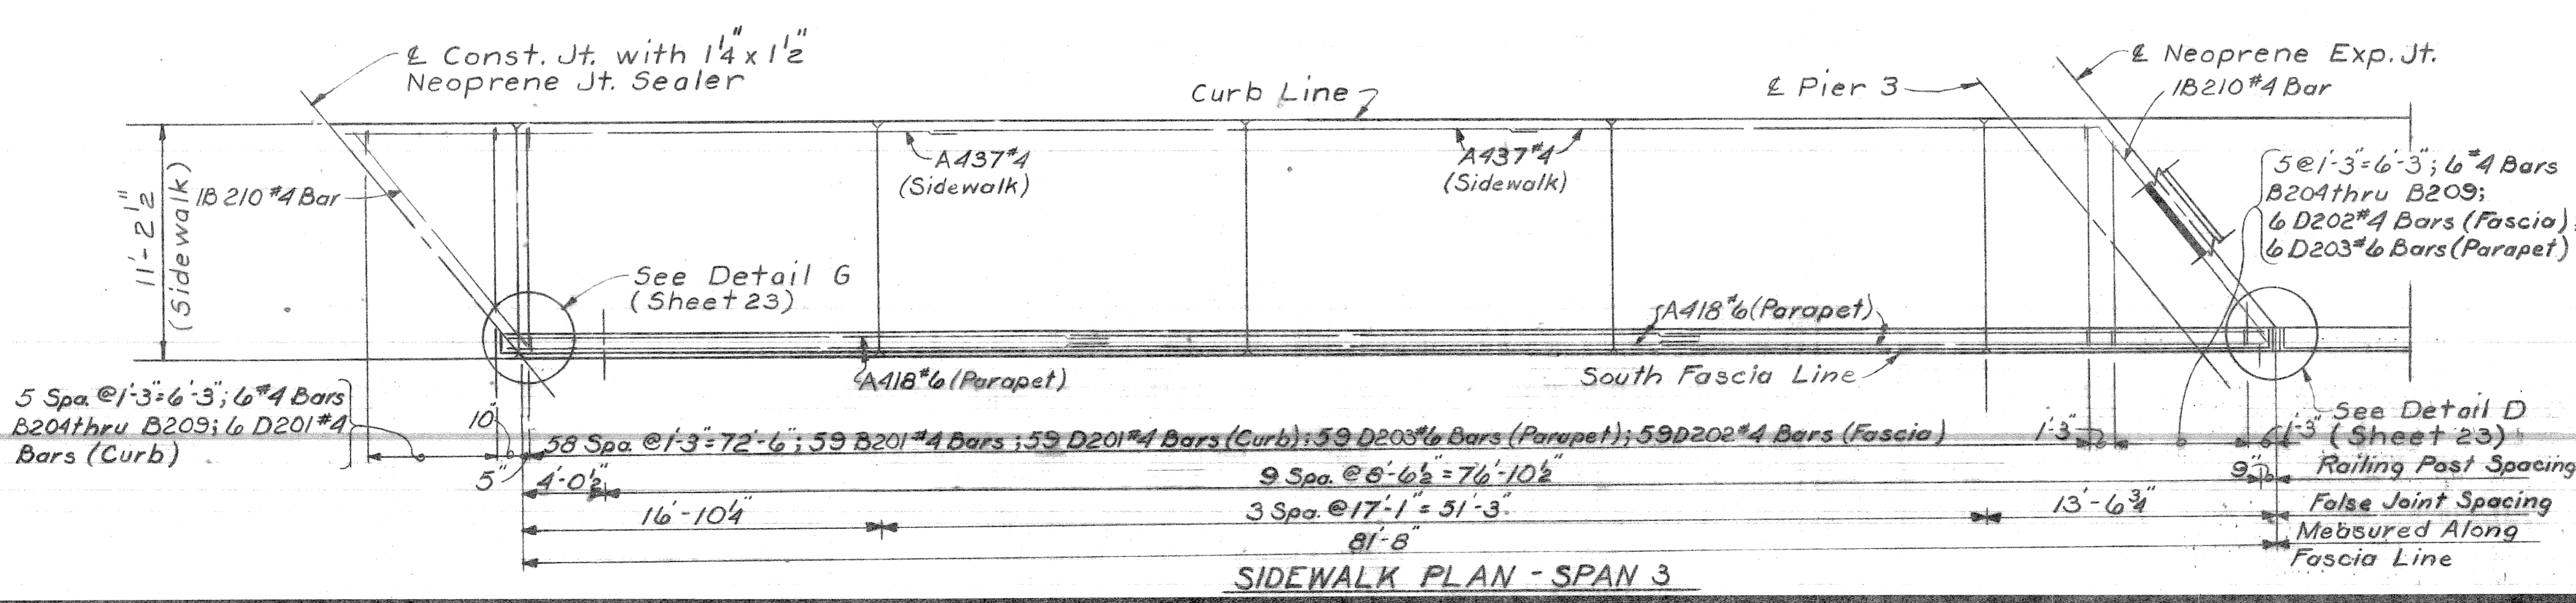 ℄ Const. Jt. with 1¼" x 1½"
Neoprene Jt. Sealer
Curb Line
℄ Pier 3
℄ Neoprene Exp. Jt.
1B210 #4 Bar
11'-2½"
(Sidewalk)
1B210 #4 Bar
A437 #4
(Sidewalk)
A437 #4
(Sidewalk)
5 @ 1'-3" = 6'-3"; 6 #4 Bars
B204 thru B209;
6 D202 #4 Bars (Fascia)
6 D203 #6 Bars (Parapet)
See Detail G
(Sheet 23)
A418 #6 (Parapet)
A418 #6 (Parapet)
South Fascia Line
5 Spa. @ 1'-3" = 6'-3"; 6 #4 Bars
B204 thru B209; 6 D201 #4
Bars (Curb)
10"
5"
58 Spa. @ 1'-3" = 72'-6"; 59 B201 #4 Bars; 59 D201 #4 Bars (Curb); 59 D203 #6 Bars (Parapet); 59 D202 #4 Bars (Fascia)
1'-3"
1'-3"
See Detail D
(Sheet 23)
4'-0½"
9 Spa. @ 8'-6½" = 76'-10½"
9"
Railing Post Spacing
16'-10¼"
3 Spa. @ 17'-1" = 51'-3"
13'-6¾"
False Joint Spacing
81'-8"
Measured Along
Fascia Line
SIDEWALK PLAN - SPAN 3